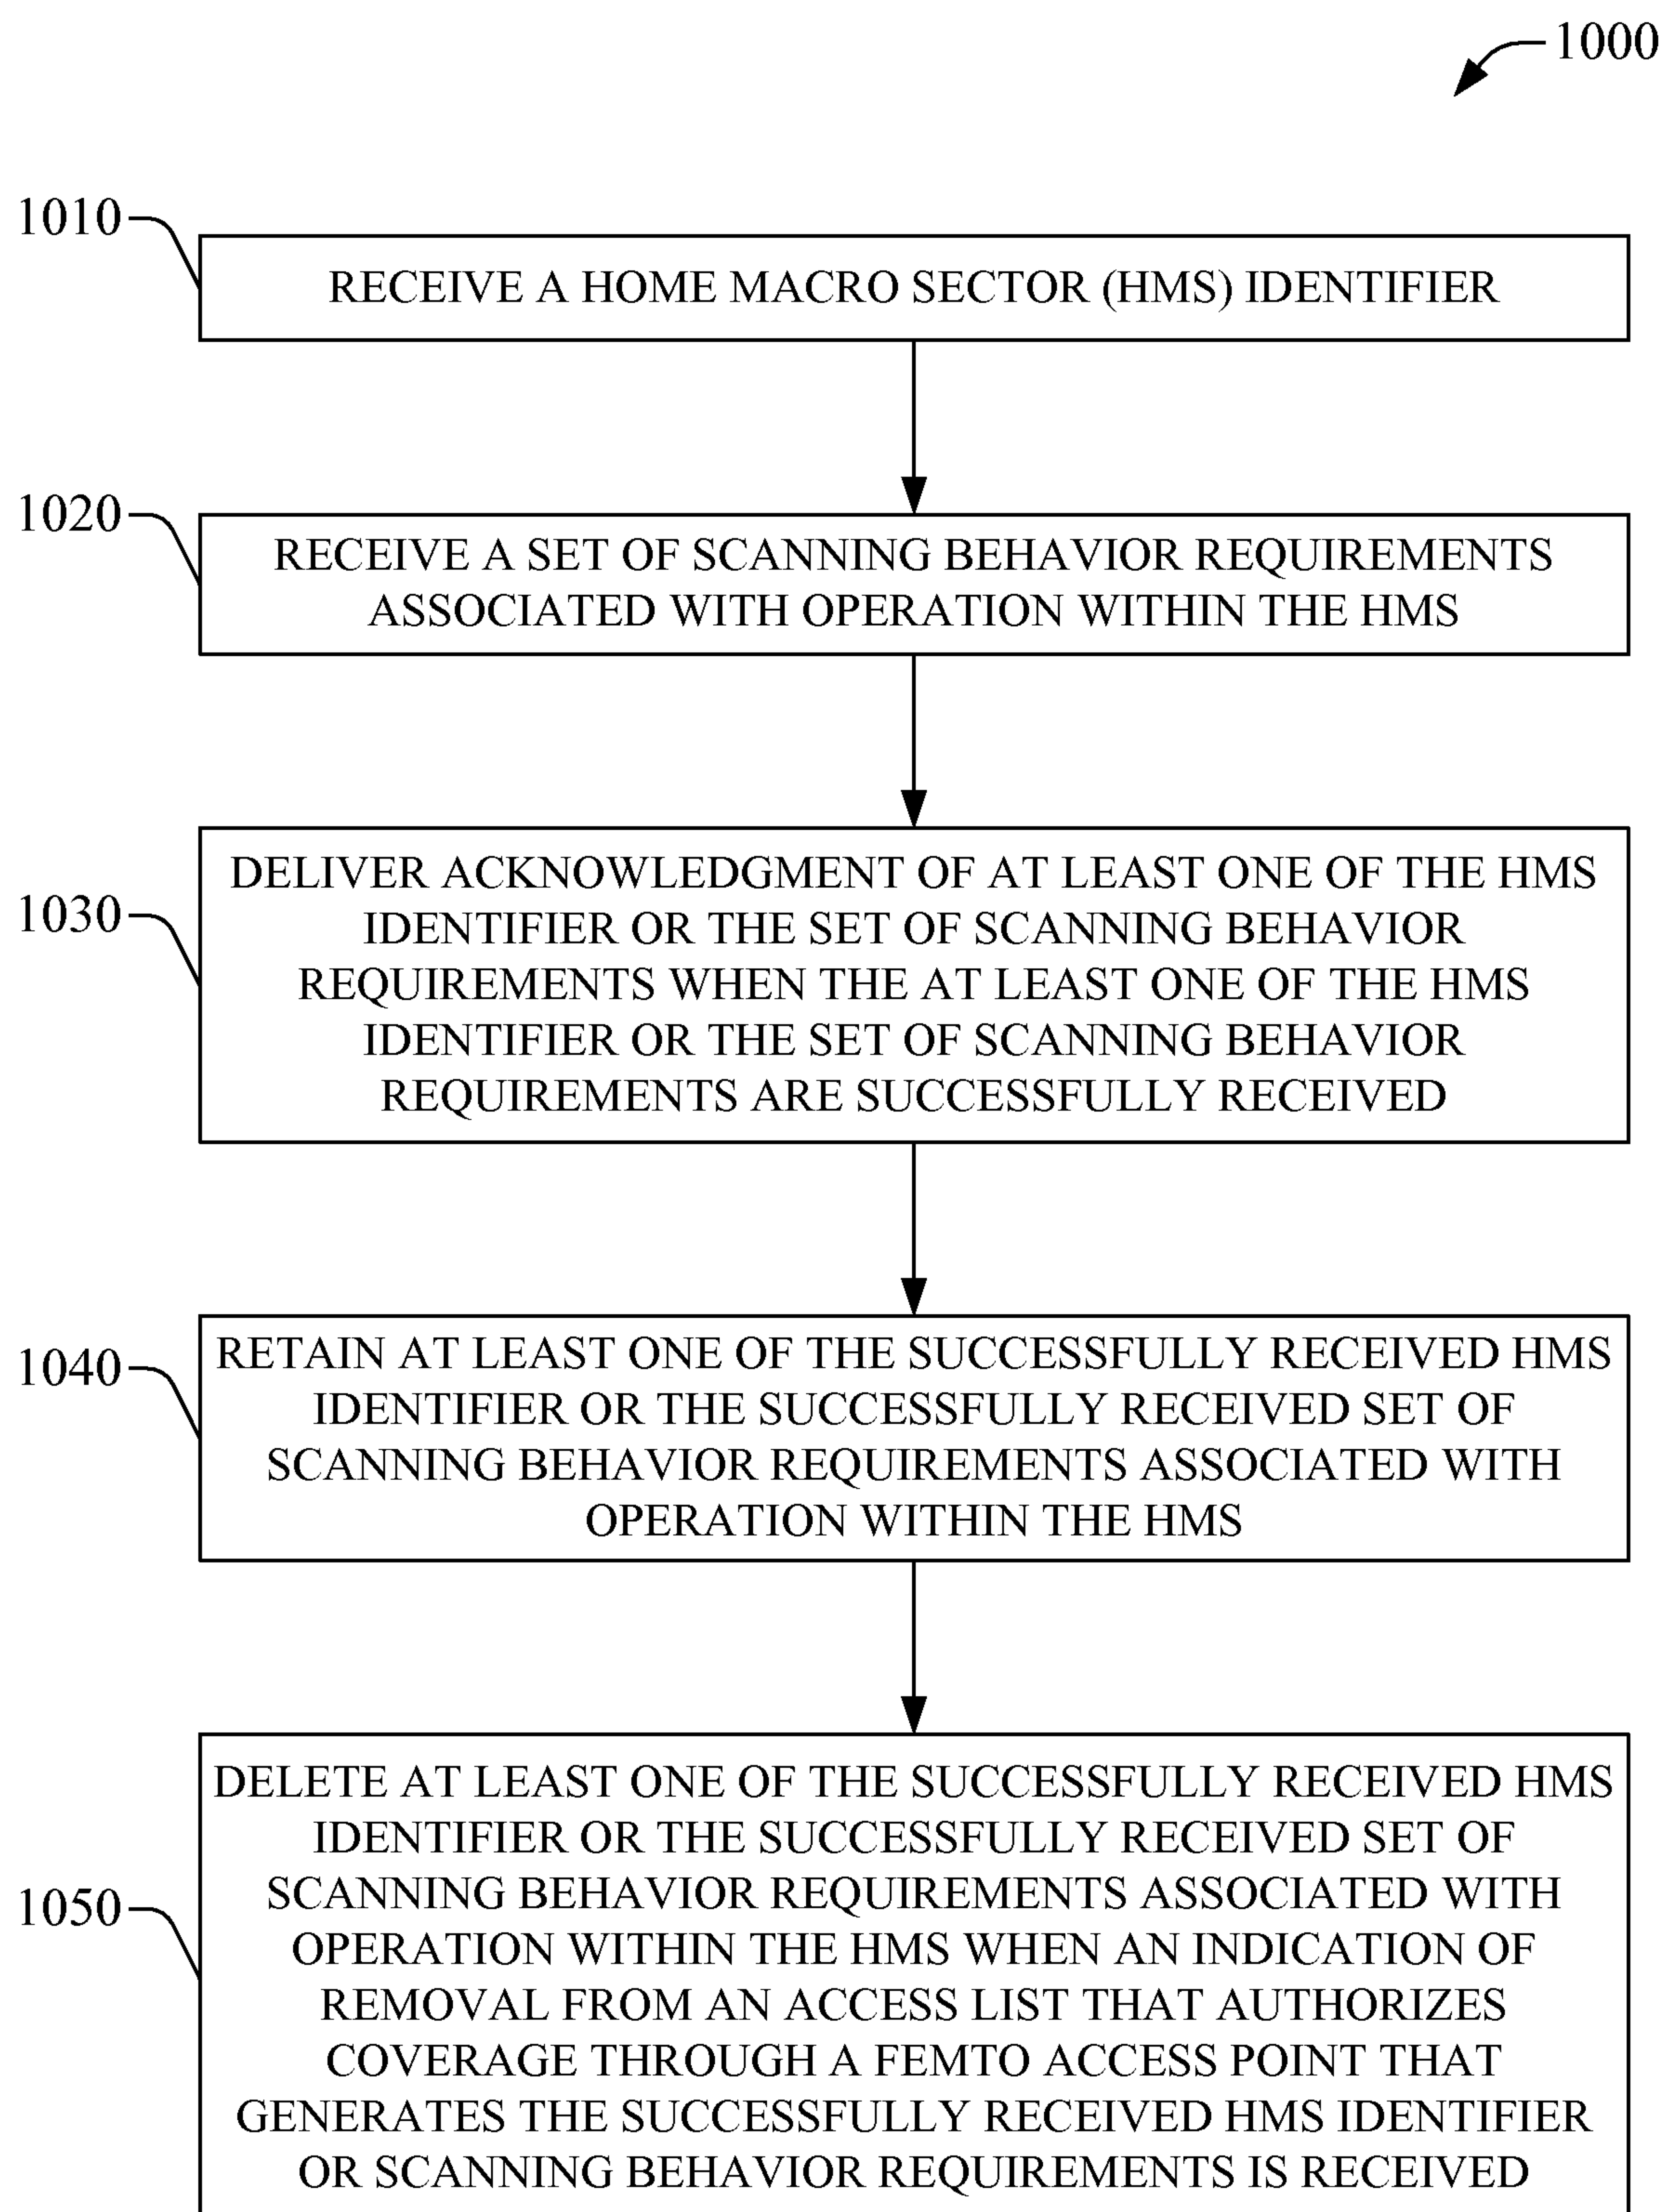 1000
1010
RECEIVE A HOME MACRO SECTOR (HMS) IDENTIFIER
1020
RECEIVE A SET OF SCANNING BEHAVIOR REQUIREMENTS
ASSOCIATED WITH OPERATION WITHIN THE HMS
1030
DELIVER ACKNOWLEDGMENT OF AT LEAST ONE OF THE HMS
IDENTIFIER OR THE SET OF SCANNING BEHAVIOR
REQUIREMENTS WHEN THE AT LEAST ONE OF THE HMS
IDENTIFIER OR THE SET OF SCANNING BEHAVIOR
REQUIREMENTS ARE SUCCESSFULLY RECEIVED
1040
RETAIN AT LEAST ONE OF THE SUCCESSFULLY RECEIVED HMS
IDENTIFIER OR THE SUCCESSFULLY RECEIVED SET OF
SCANNING BEHAVIOR REQUIREMENTS ASSOCIATED WITH
OPERATION WITHIN THE HMS
1050
DELETE AT LEAST ONE OF THE SUCCESSFULLY RECEIVED HMS
IDENTIFIER OR THE SUCCESSFULLY RECEIVED SET OF
SCANNING BEHAVIOR REQUIREMENTS ASSOCIATED WITH
OPERATION WITHIN THE HMS WHEN AN INDICATION OF
REMOVAL FROM AN ACCESS LIST THAT AUTHORIZES
COVERAGE THROUGH A FEMTO ACCESS POINT THAT
GENERATES THE SUCCESSFULLY RECEIVED HMS IDENTIFIER
OR SCANNING BEHAVIOR REQUIREMENTS IS RECEIVED